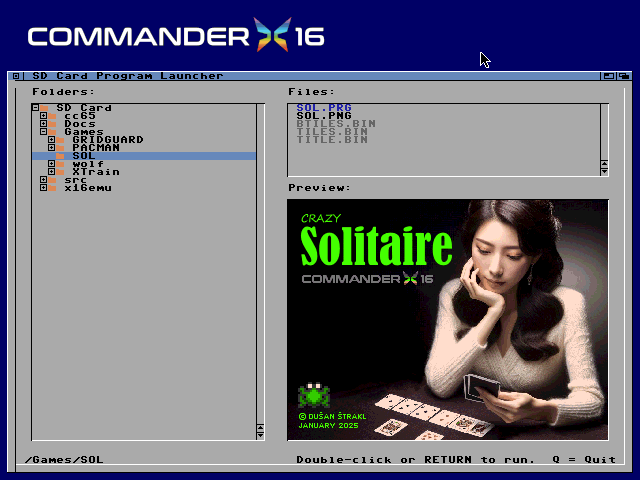 COMMANDER X16
SD Card Program Launcher
Folders:
SD Card
cc65
Docs
Games
GRIDGUARD
PACMAN
SOL
wolf
XTrain
src
x16emu
Files:
SOL.PRG
SOL.PNG
BTILES.BIN
TILES.BIN
TITLE.BIN
Preview:
CRAZY
Solitaire
COMMANDER X16
© DUŠAN ŠTRAKL
JANUARY 2025
/Games/SOL
Double-click or RETURN to run. Q = Quit